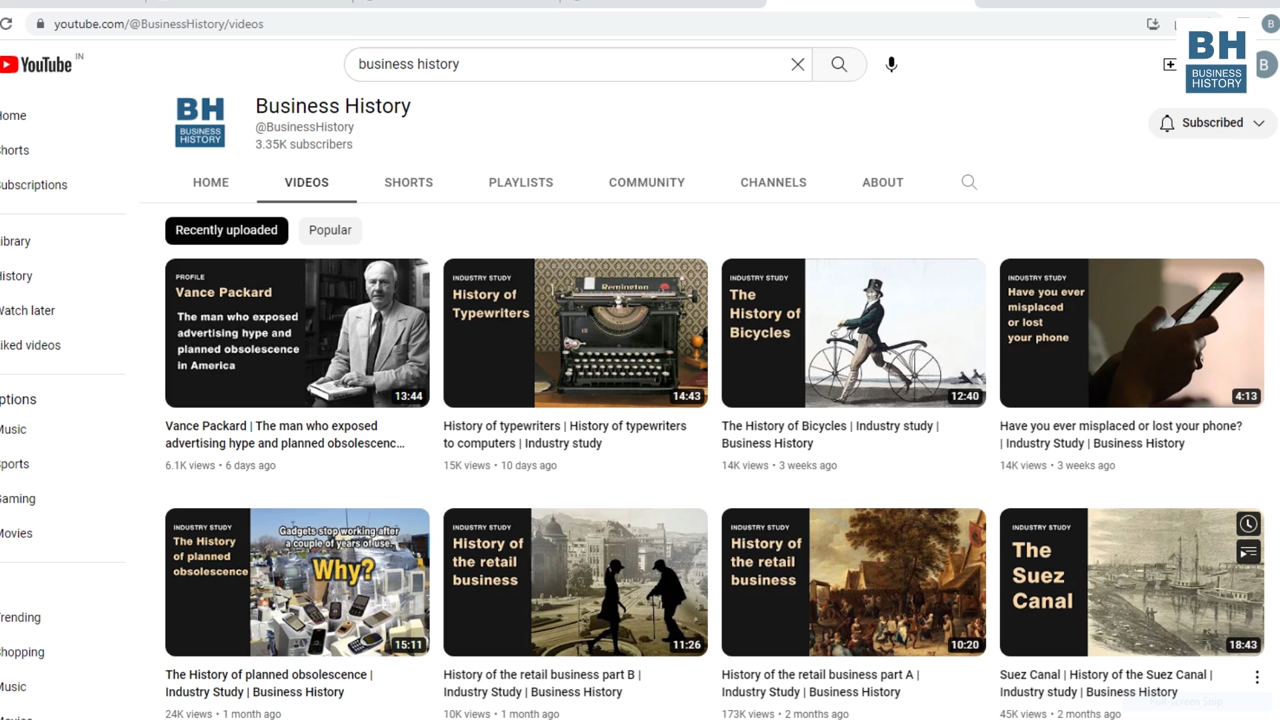 youtube.com/@BusinessHistory/videos
B
YouTube IN
business history
BH
BUSINESS
HISTORY
B
BH
BUSINESS
HISTORY
Business History
@BusinessHistory
3.35K subscribers
Subscribed
HOME VIDEOS SHORTS PLAYLISTS COMMUNITY CHANNELS ABOUT
ome
horts
ubscriptions
ibrary
istory
Watch later
iked videos
ptions
Music
ports
aming
Movies
rending
hopping
Music
Recently uploaded Popular
PROFILE
Vance Packard
The man who exposed
advertising hype and
planned obsolescence
in America
13:44
Vance Packard | The man who exposed
advertising hype and planned obsolescenc...
6.1K views • 6 days ago
INDUSTRY STUDY
History of
Typewriters
Remington
14:43
History of typewriters | History of typewriters
to computers | Industry study
15K views • 10 days ago
INDUSTRY STUDY
The
History of
Bicycles
12:40
The History of Bicycles | Industry study |
Business History
14K views • 3 weeks ago
INDUSTRY STUDY
Have you ever
misplaced
or lost
your phone
4:13
Have you ever misplaced or lost your phone?
| Industry Study | Business History
14K views • 3 weeks ago
INDUSTRY STUDY
The History
of planned
obsolescence
Gadgets stop working after
a couple of years of use.
Why?
15:11
The History of planned obsolescence |
Industry Study | Business History
24K views • 1 month ago
INDUSTRY STUDY
History of
the retail
business
11:26
History of the retail business part B |
Industry Study | Business History
10K views • 1 month ago
INDUSTRY STUDY
History of
the retail
business
10:20
History of the retail business part A |
Industry Study | Business History
173K views • 2 months ago
INDUSTRY STUDY
The
Suez
Canal
18:43
Suez Canal | History of the Suez Canal |
Industry study | Business History
45K views • 2 months ago
Full Screen Snip